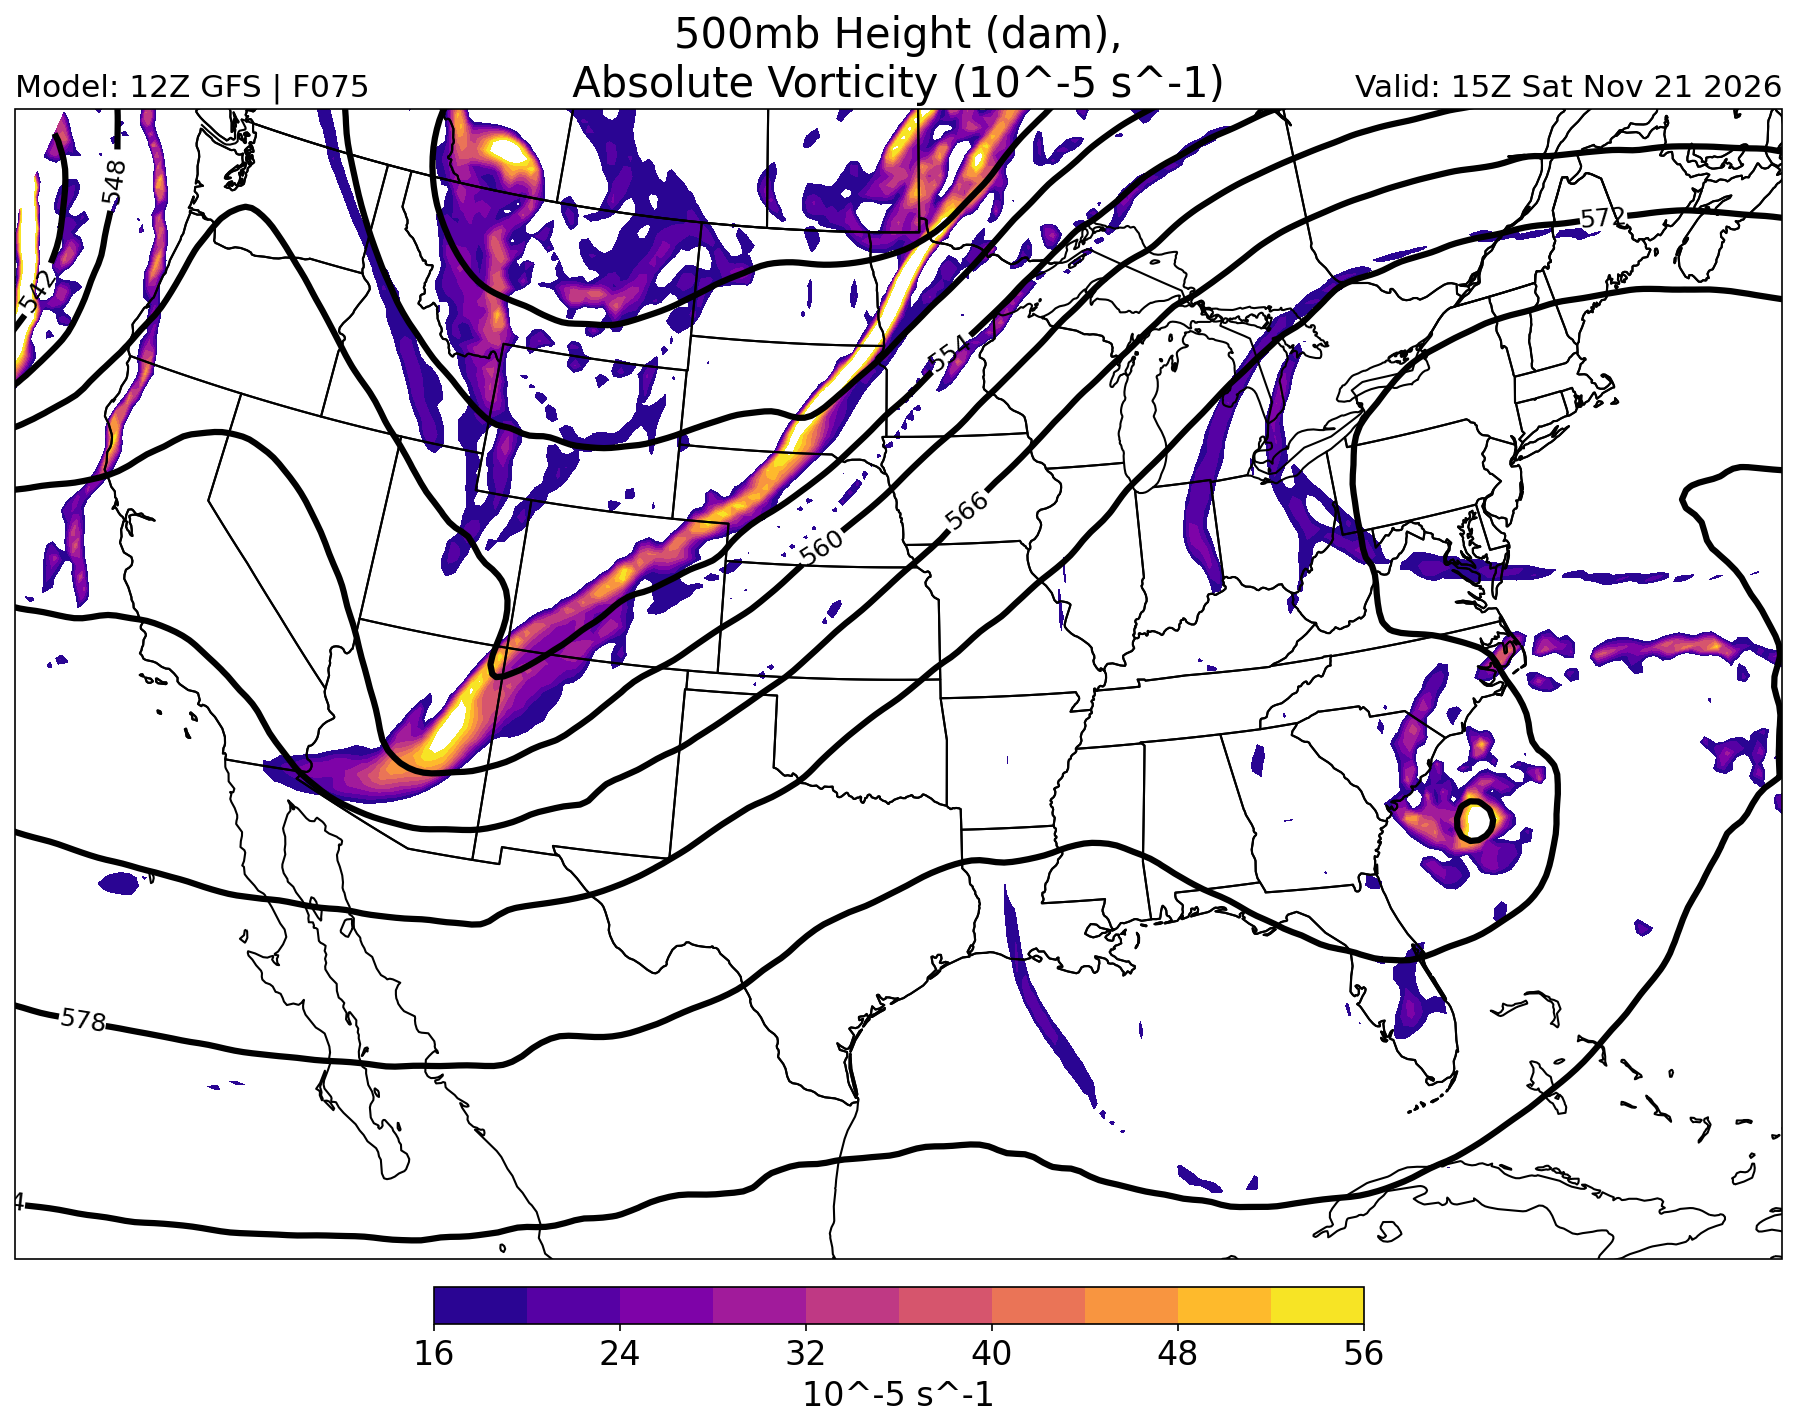 500mb Height (dam),
Absolute Vorticity (10^-5 s^-1)
Model: 12Z GFS | F075
Valid: 15Z Sat Nov 21 2026
548
542
572
554
566
560
578
4
16 24 32 40 48 56
10^-5 s^-1